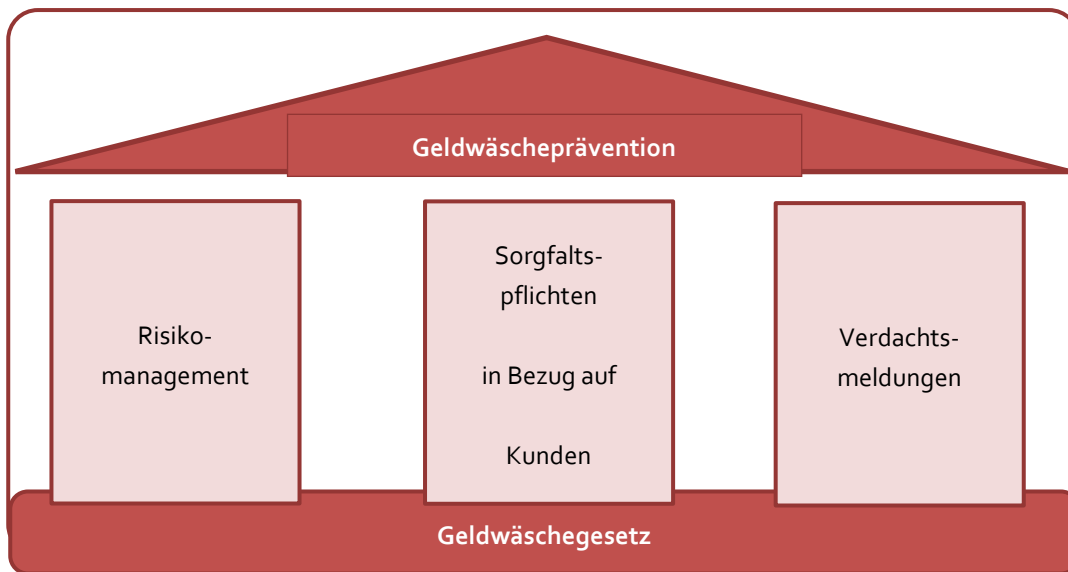 Geldwäscheprävention
Risiko-
management
Sorgfalts-
pflichten
in Bezug auf
Kunden
Verdachts-
meldungen
Geldwäschegesetz